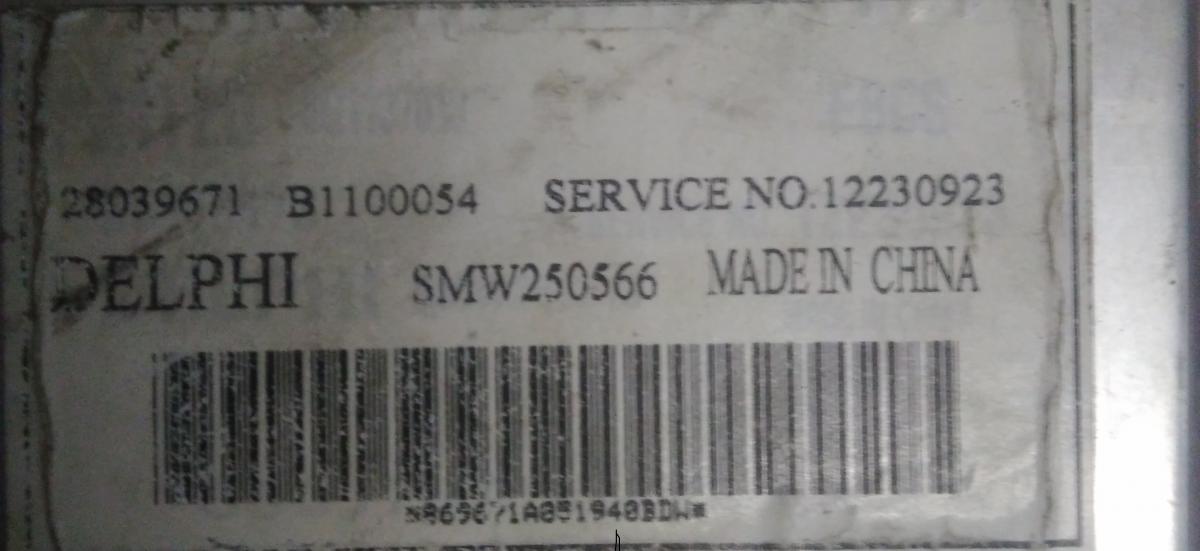 28039671 B1100054 SERVICE NO.12230923
DELPHI SMW250566 MADE IN CHINA